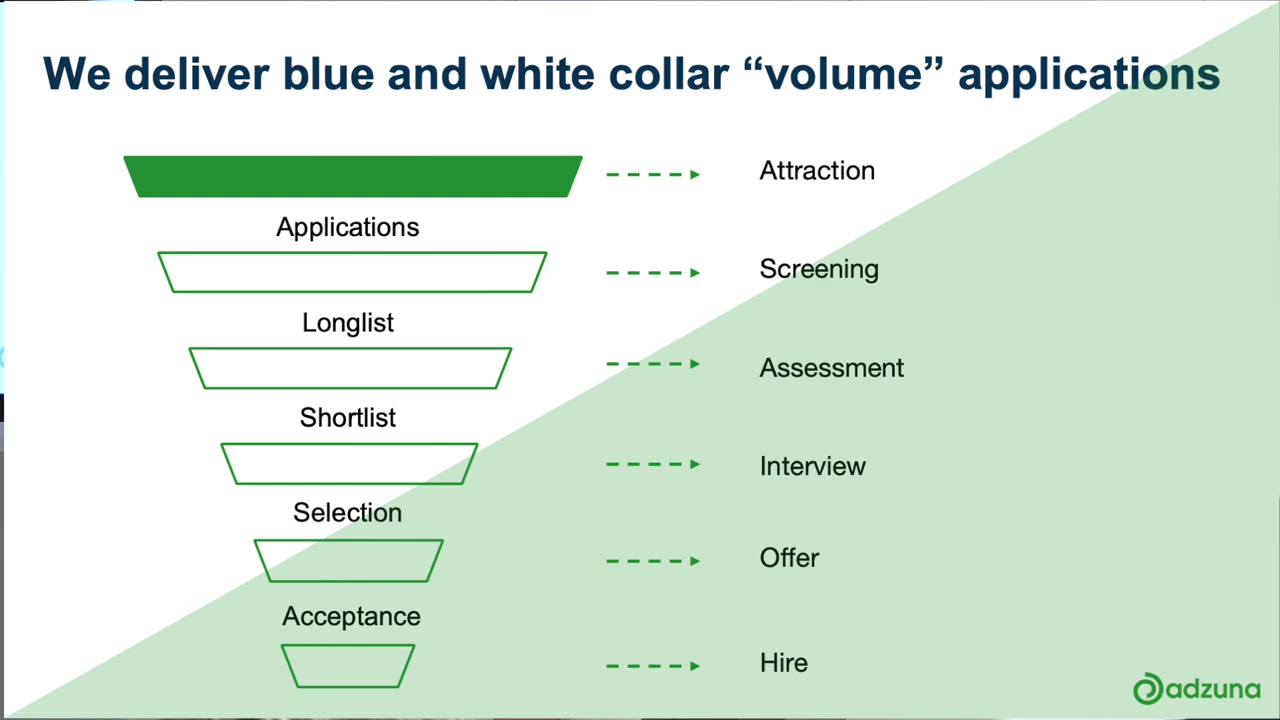 We deliver blue and white collar “volume” applications
Attraction
Applications
Screening
Longlist
Assessment
Shortlist
Interview
Selection
Offer
Acceptance
Hire
adzuna